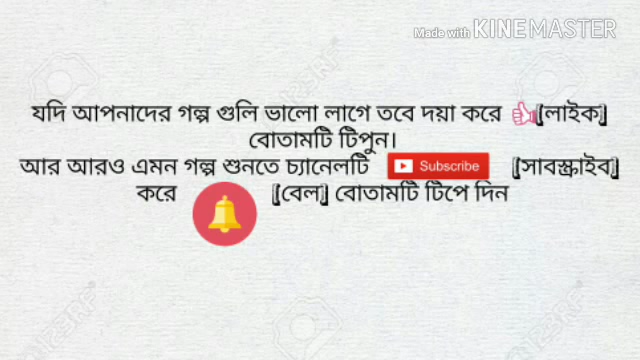 Made with KINEMASTER
যদি আপনাদের গল্প গুলি ভালো লাগে তবে দয়া করে [লাইক]
বোতামটি টিপুন।
আর আরও এমন গল্প শুনতে চ্যানেলটি Subscribe [সাবস্ক্রাইব]
করে [বেল] বোতামটি টিপে দিন